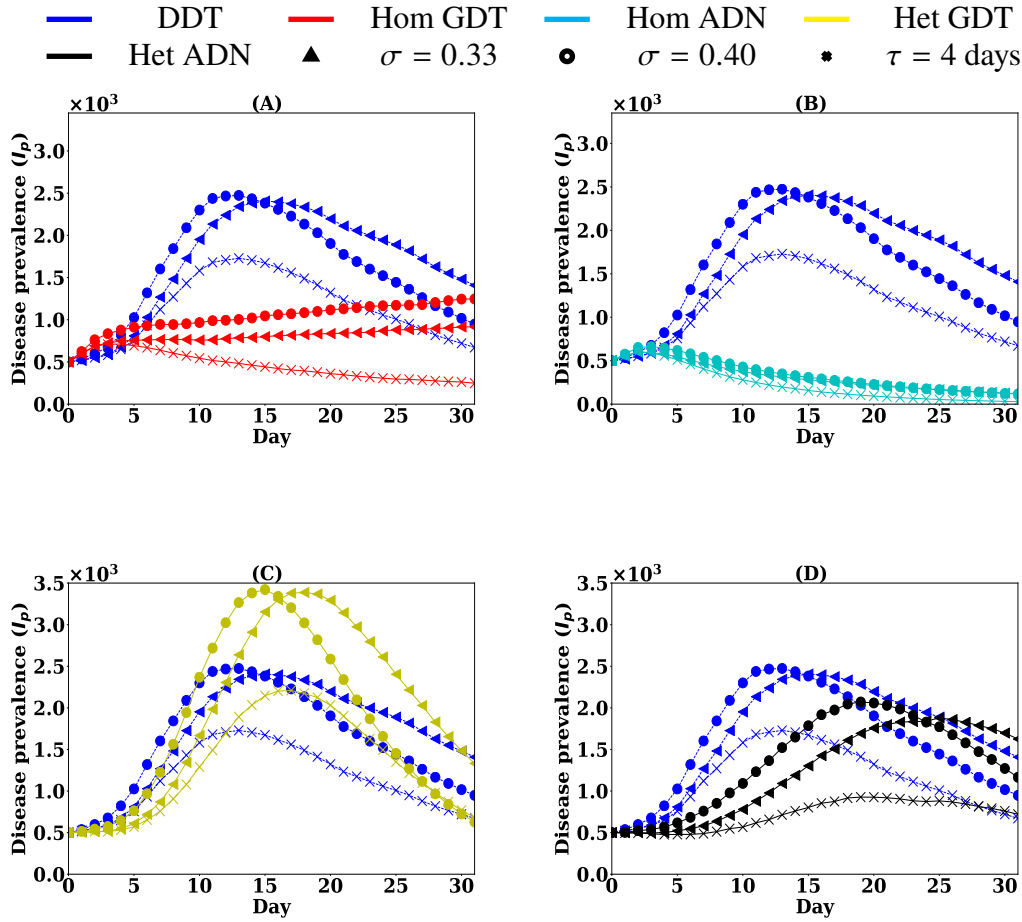 DDT Hom GDT Hom ADN Het GDT
Het ADN σ = 0.33 σ = 0.40 τ = 4 days
×10³ (A)
Disease prevalence (I_p)
3.0
2.5
2.0
1.5
1.0
0.5
0.0
0 5 10 15 20 25 30
Day
×10³ (B)
Disease prevalence (I_p)
3.0
2.5
2.0
1.5
1.0
0.5
0.0
0 5 10 15 20 25 30
Day
×10³ (C)
Disease prevalence (I_p)
3.5
3.0
2.5
2.0
1.5
1.0
0.5
0.0
0 5 10 15 20 25 30
Day
×10³ (D)
Disease prevalence (I_p)
3.5
3.0
2.5
2.0
1.5
1.0
0.5
0.0
0 5 10 15 20 25 30
Day